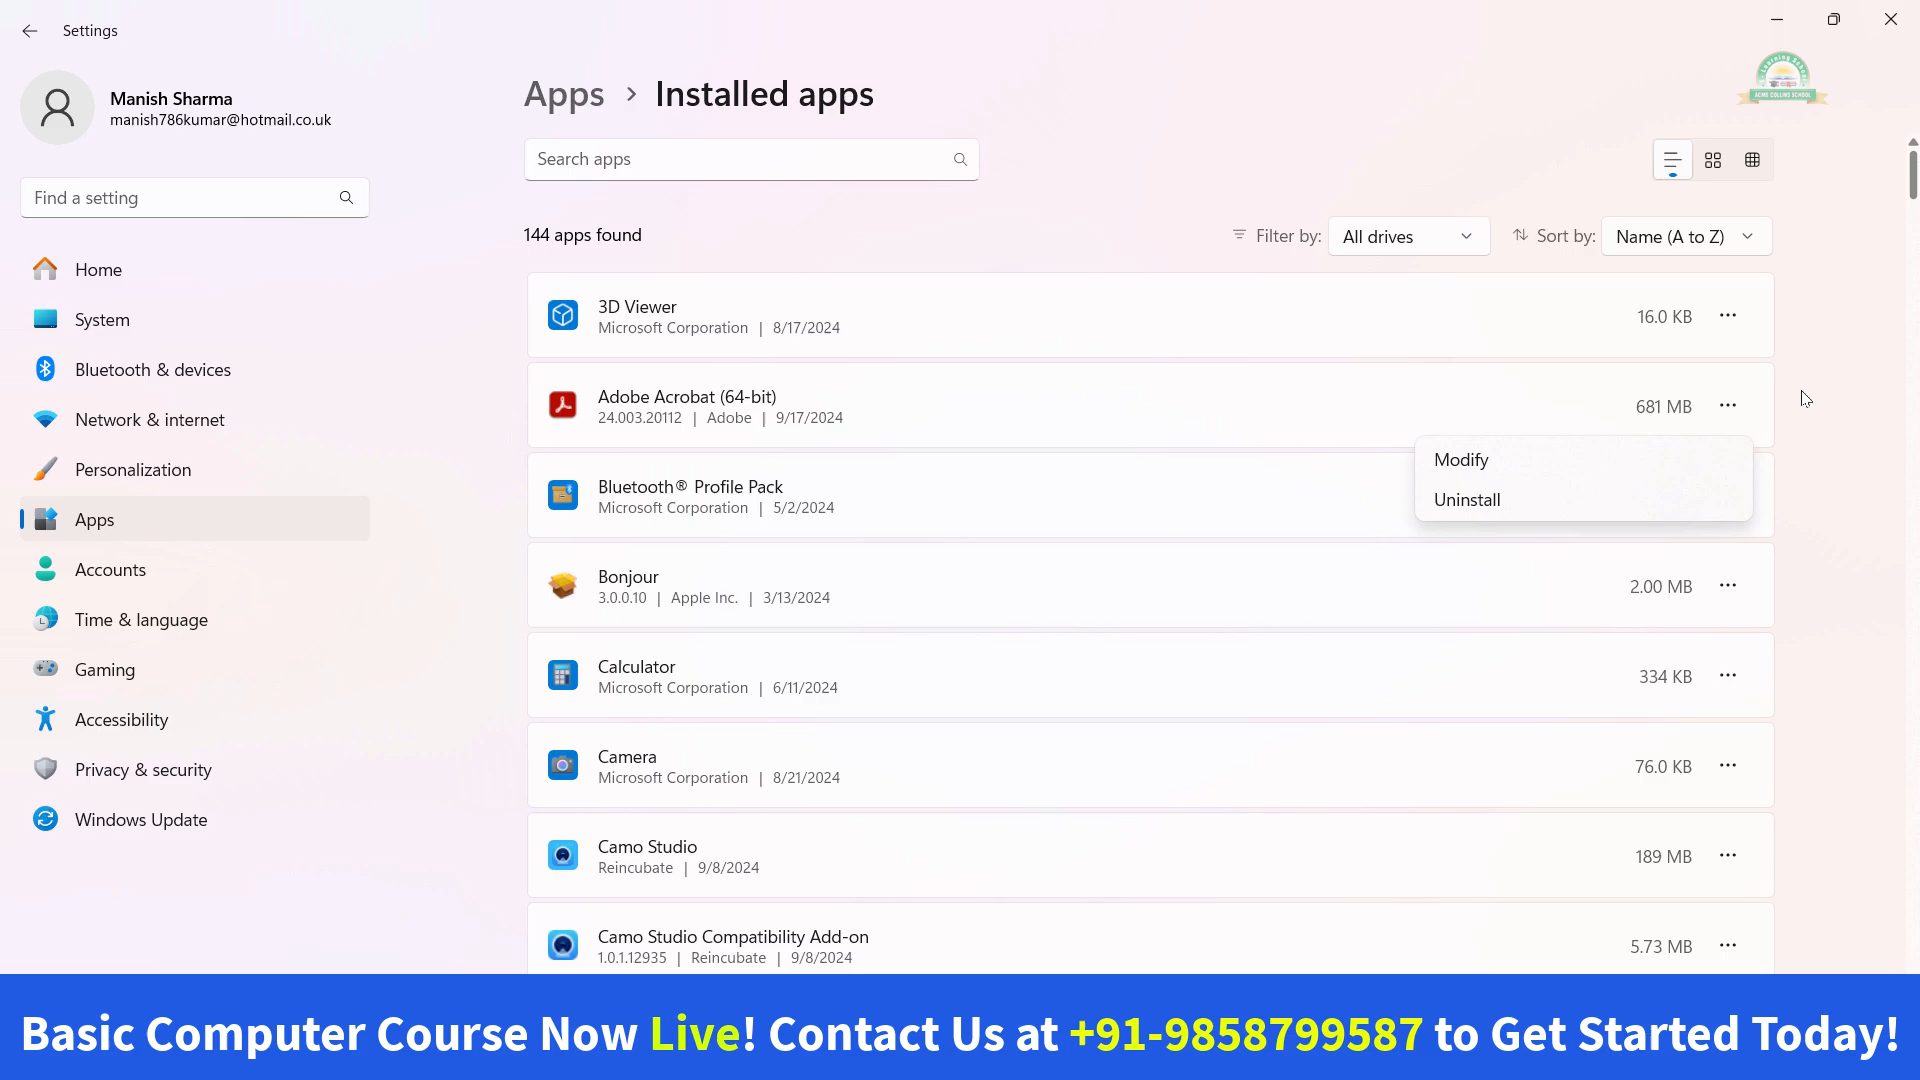 Settings
Manish Sharma
manish786kumar@hotmail.co.uk
Find a setting
Home
System
Bluetooth & devices
Network & internet
Personalization
Apps
Accounts
Time & language
Gaming
Accessibility
Privacy & security
Windows Update
Apps > Installed apps
Learning School
ACME COLLINS SCHOOL
Search apps
144 apps found
Filter by: All drives
Sort by: Name (A to Z)
3D Viewer
Microsoft Corporation | 8/17/2024
16.0 KB
Adobe Acrobat (64-bit)
24.003.20112 | Adobe | 9/17/2024
681 MB
Modify
Uninstall
Bluetooth® Profile Pack
Microsoft Corporation | 5/2/2024
Bonjour
3.0.0.10 | Apple Inc. | 3/13/2024
2.00 MB
Calculator
Microsoft Corporation | 6/11/2024
334 KB
Camera
Microsoft Corporation | 8/21/2024
76.0 KB
Camo Studio
Reincubate | 9/8/2024
189 MB
Camo Studio Compatibility Add-on
1.0.1.12935 | Reincubate | 9/8/2024
5.73 MB
Basic Computer Course Now Live! Contact Us at +91-9858799587 to Get Started Today!